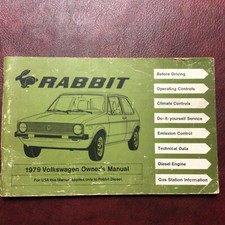 RABBIT
1979 Volkswagen Owner's Manual
For USA this Manual applies only to Rabbit Diesel.
Before Driving
Operating Controls
Climate Controls
Do-it-yourself Service
Emission Control
Technical Data
Diesel Engine
Gas Station Information